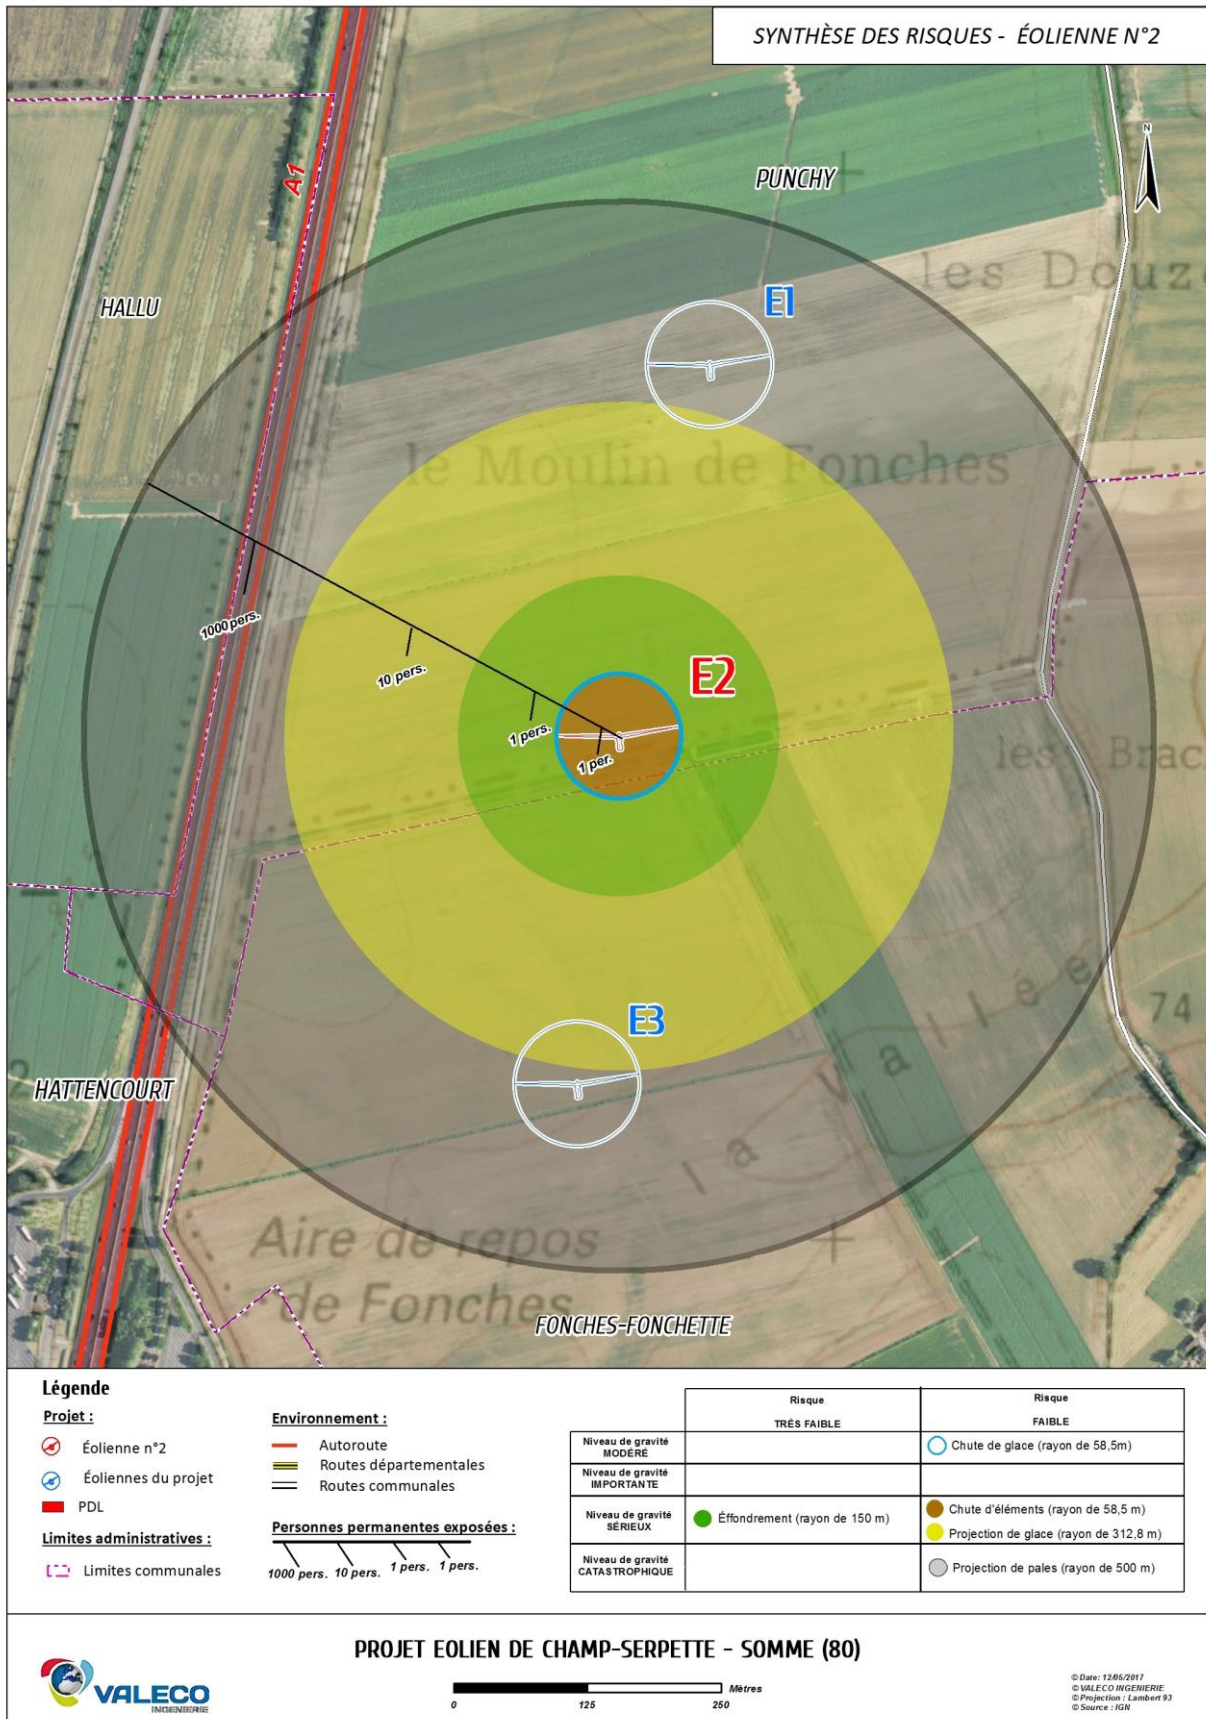 SYNTHÈSE DES RISQUES - ÉOLIENNE N°2
A1
PUNCHY
N
HALLU
les Douze
E1
le Moulin de Fonches
1000 pers.
10 pers.
E2
1 pers.
1 per.
les Brac
E3
la Vallée
74
HATTENCOURT
Aire de repos
de Fonches
FONCHES-FONCHETTE
Légende
Projet :
Éolienne n°2
Éoliennes du projet
PDL
Limites administratives :
Limites communales
Environnement :
Autoroute
Routes départementales
Routes communales
Personnes permanentes exposées :
1000 pers. 10 pers. 1 pers. 1 pers.
Risque
TRÈS FAIBLE
Risque
FAIBLE
Niveau de gravité
MODÉRÉ
Chute de glace (rayon de 58,5m)
Niveau de gravité
IMPORTANTE
Niveau de gravité
SÉRIEUX
Éffondrement (rayon de 150 m)
Chute d'éléments (rayon de 58,5 m)
Projection de glace (rayon de 312,8 m)
Niveau de gravité
CATASTROPHIQUE
Projection de pales (rayon de 500 m)
PROJET EOLIEN DE CHAMP-SERPETTE - SOMME (80)
VALECO
INGENIERIE
Mètres
0 125 250
© Date: 12/05/2017
© VALECO INGENIERIE
© Projection : Lambert 93
© Source : IGN